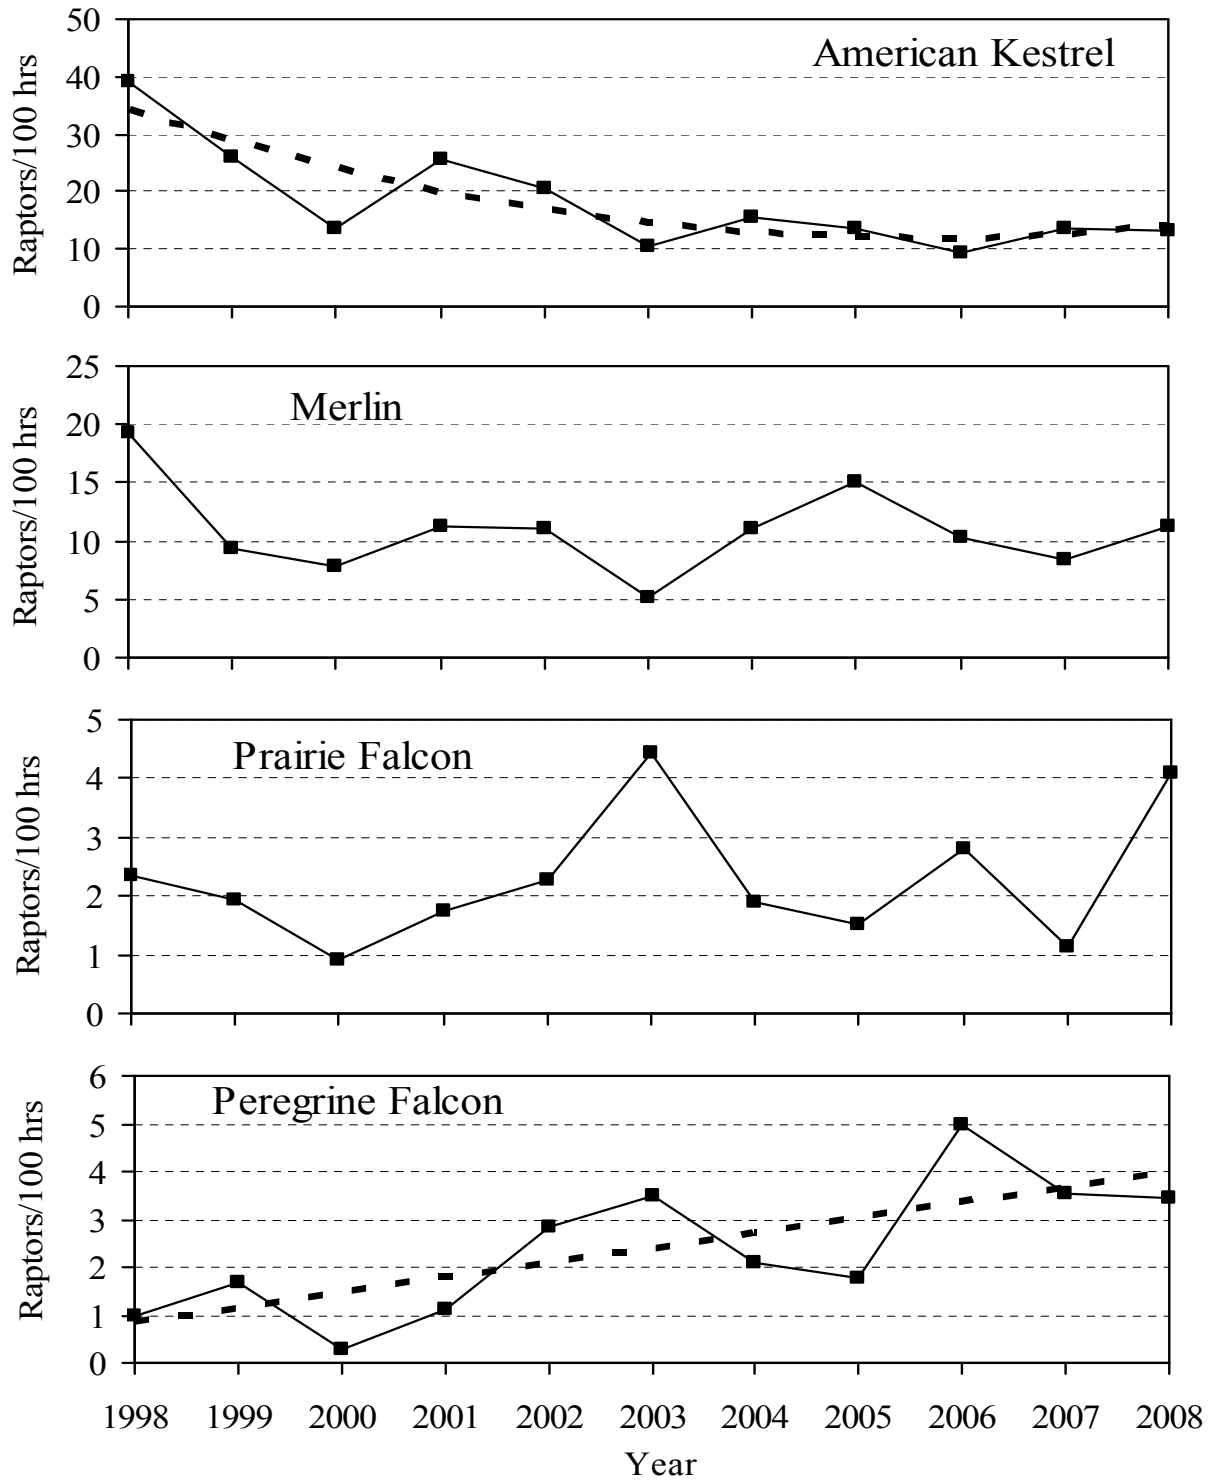 American Kestrel
Raptors/100 hrs
50
40
30
20
10
0
Merlin
Raptors/100 hrs
25
20
15
10
5
0
Prairie Falcon
Raptors/100 hrs
5
4
3
2
1
0
Peregrine Falcon
Raptors/100 hrs
6
5
4
3
2
1
0
1998 1999 2000 2001 2002 2003 2004 2005 2006 2007 2008
Year